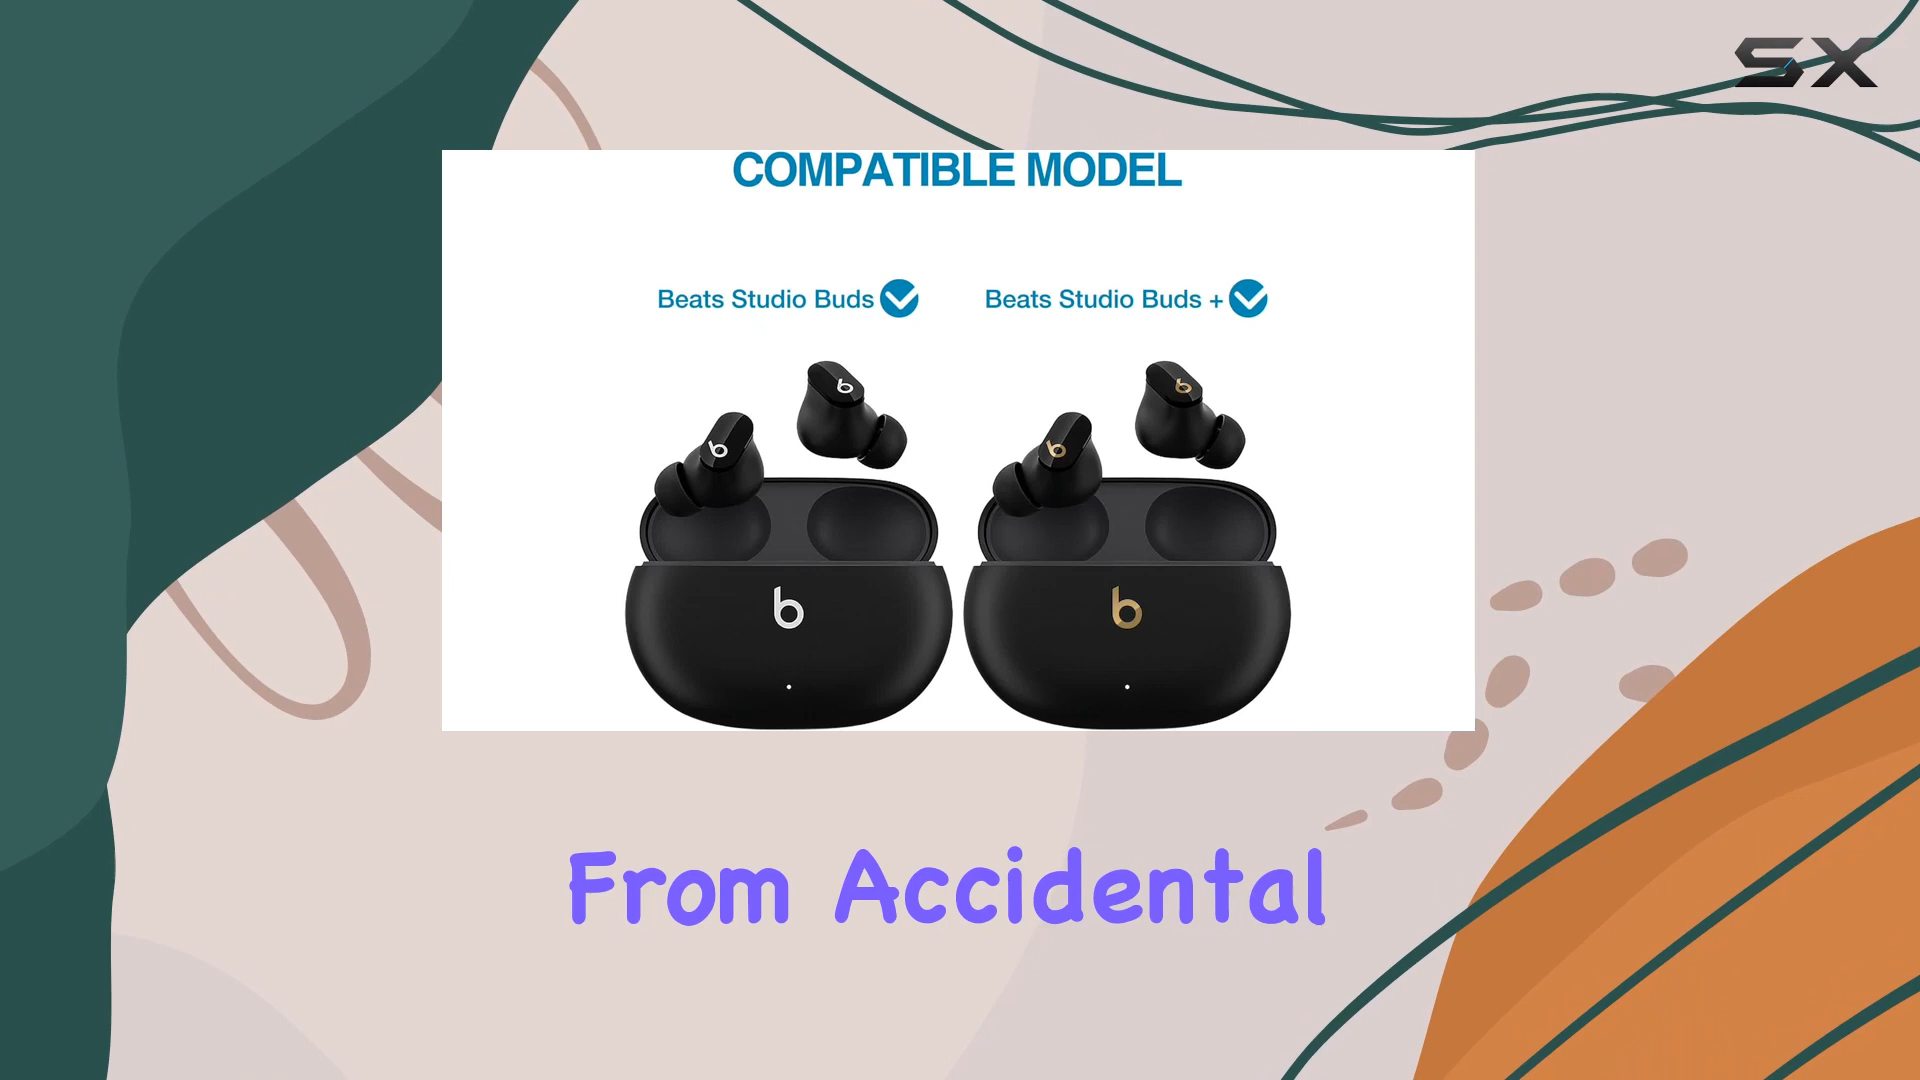 SX
COMPATIBLE MODEL
Beats Studio Buds
Beats Studio Buds +
From Accidental